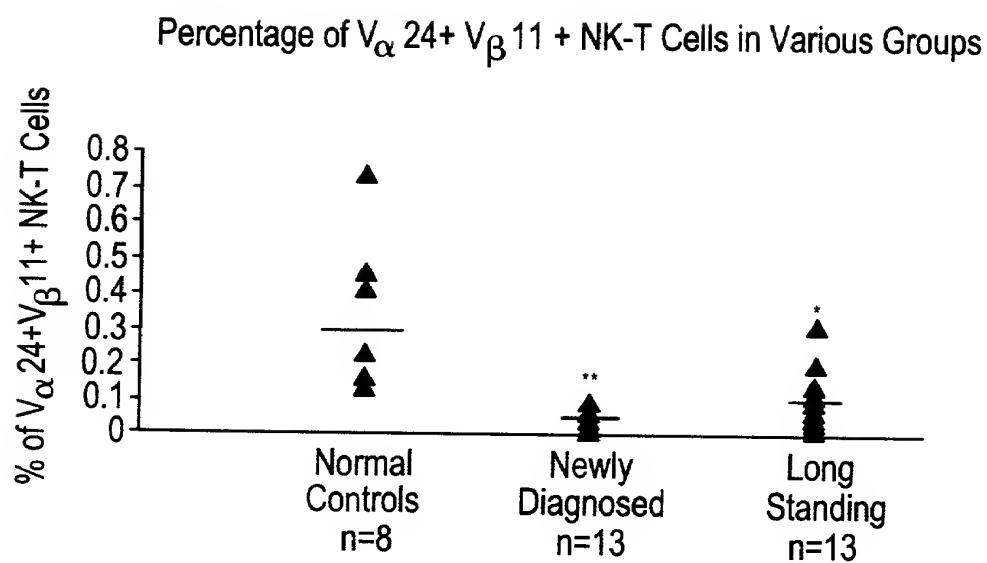 Percentage of Vα 24+ Vβ 11 + NK-T Cells in Various Groups
% of Vα24+Vβ11+ NK-T Cells
0.8
0.7
0.6
0.5
0.4
0.3
0.2
0.1
0
*
**
Normal
Controls
n=8
Newly
Diagnosed
n=13
Long
Standing
n=13